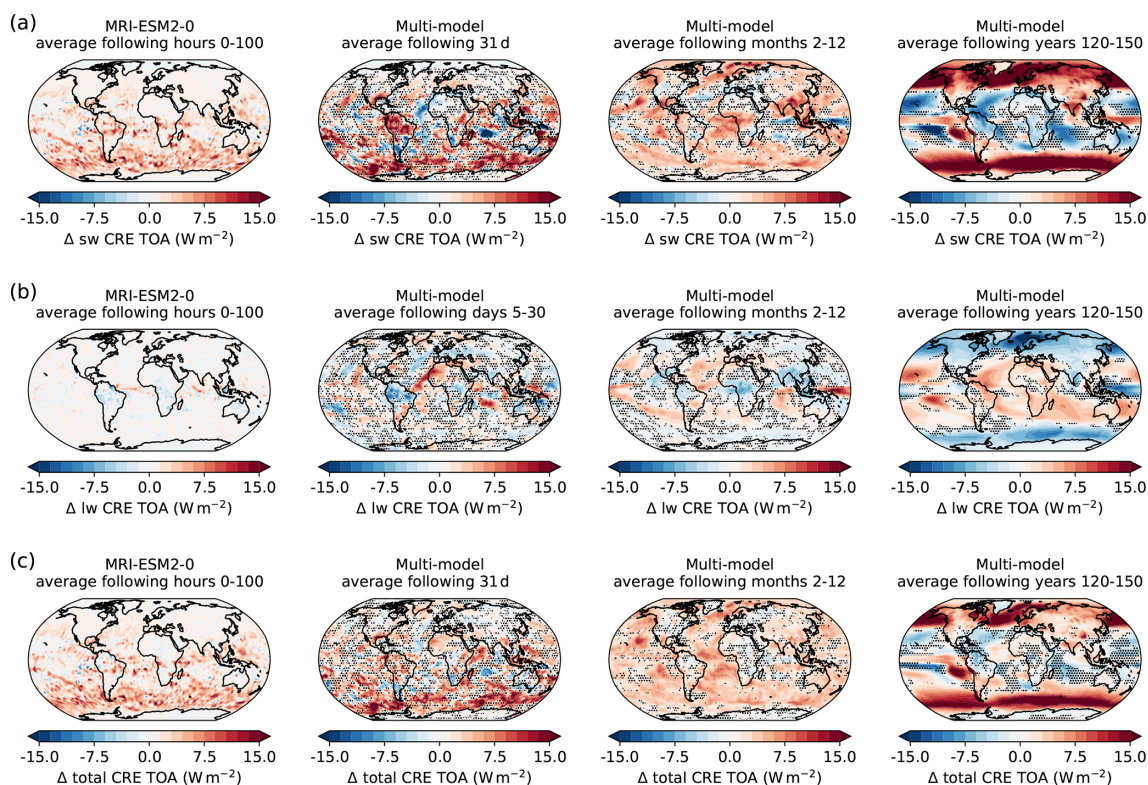 (a)
MRI-ESM2-0
average following hours 0-100
Multi-model
average following 31 d
Multi-model
average following months 2-12
Multi-model
average following years 120-150
-15.0 -7.5 0.0 7.5 15.0
Δ sw CRE TOA (W m⁻²)
-15.0 -7.5 0.0 7.5 15.0
Δ sw CRE TOA (W m⁻²)
-15.0 -7.5 0.0 7.5 15.0
Δ sw CRE TOA (W m⁻²)
-15.0 -7.5 0.0 7.5 15.0
Δ sw CRE TOA (W m⁻²)
(b)
MRI-ESM2-0
average following hours 0-100
Multi-model
average following days 5-30
Multi-model
average following months 2-12
Multi-model
average following years 120-150
-15.0 -7.5 0.0 7.5 15.0
Δ lw CRE TOA (W m⁻²)
-15.0 -7.5 0.0 7.5 15.0
Δ lw CRE TOA (W m⁻²)
-15.0 -7.5 0.0 7.5 15.0
Δ lw CRE TOA (W m⁻²)
-15.0 -7.5 0.0 7.5 15.0
Δ lw CRE TOA (W m⁻²)
(c)
MRI-ESM2-0
average following hours 0-100
Multi-model
average following 31 d
Multi-model
average following months 2-12
Multi-model
average following years 120-150
-15.0 -7.5 0.0 7.5 15.0
Δ total CRE TOA (W m⁻²)
-15.0 -7.5 0.0 7.5 15.0
Δ total CRE TOA (W m⁻²)
-15.0 -7.5 0.0 7.5 15.0
Δ total CRE TOA (W m⁻²)
-15.0 -7.5 0.0 7.5 15.0
Δ total CRE TOA (W m⁻²)